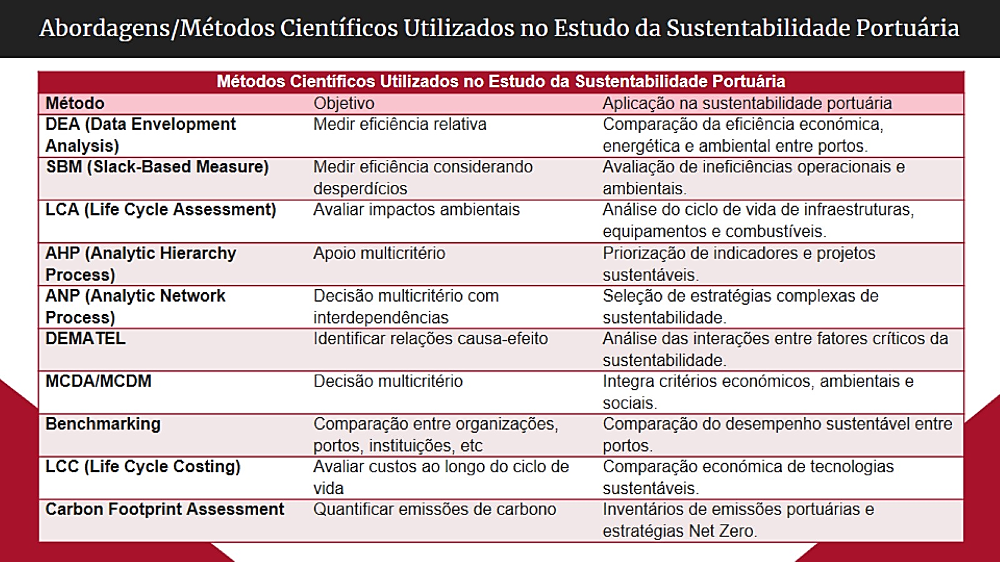 Abordagens/Métodos Científicos Utilizados no Estudo da Sustentabilidade Portuária
Métodos Científicos Utilizados no Estudo da Sustentabilidade Portuária
Método Objetivo Aplicação na sustentabilidade portuária
DEA (Data Envelopment Medir eficiência relativa Comparação da eficiência económica,
Analysis) energética e ambiental entre portos.
SBM (Slack-Based Measure) Medir eficiência considerando Avaliação de ineficiências operacionais e
desperdícios ambientais.
LCA (Life Cycle Assessment) Avaliar impactos ambientais Análise do ciclo de vida de infraestruturas,
equipamentos e combustíveis.
AHP (Analytic Hierarchy Apoio multicritério Priorização de indicadores e projetos
Process) sustentáveis.
ANP (Analytic Network Decisão multicritério com Seleção de estratégias complexas de
Process) interdependências sustentabilidade.
DEMATEL Identificar relações causa-efeito Análise das interações entre fatores críticos da
sustentabilidade.
MCDA/MCDM Decisão multicritério Integra critérios económicos, ambientais e
sociais.
Benchmarking Comparação entre organizações, Comparação do desempenho sustentável entre
portos, instituições, etc portos.
LCC (Life Cycle Costing) Avaliar custos ao longo do ciclo de Comparação económica de tecnologias
vida sustentáveis.
Carbon Footprint Assessment Quantificar emissões de carbono Inventários de emissões portuárias e
estratégias Net Zero.